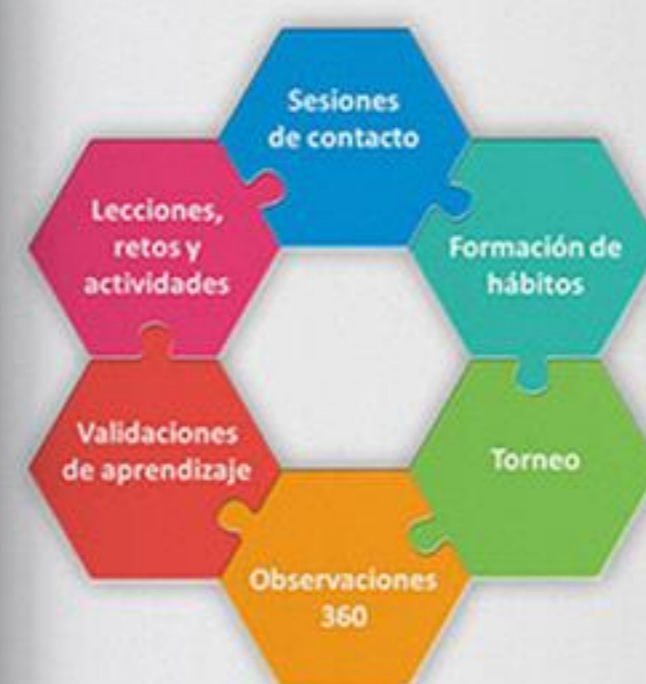 Sesiones
de contacto
Formación de
hábitos
Torneo
Observaciones
360
Validaciones
de aprendizaje
Lecciones,
retos y
actividades